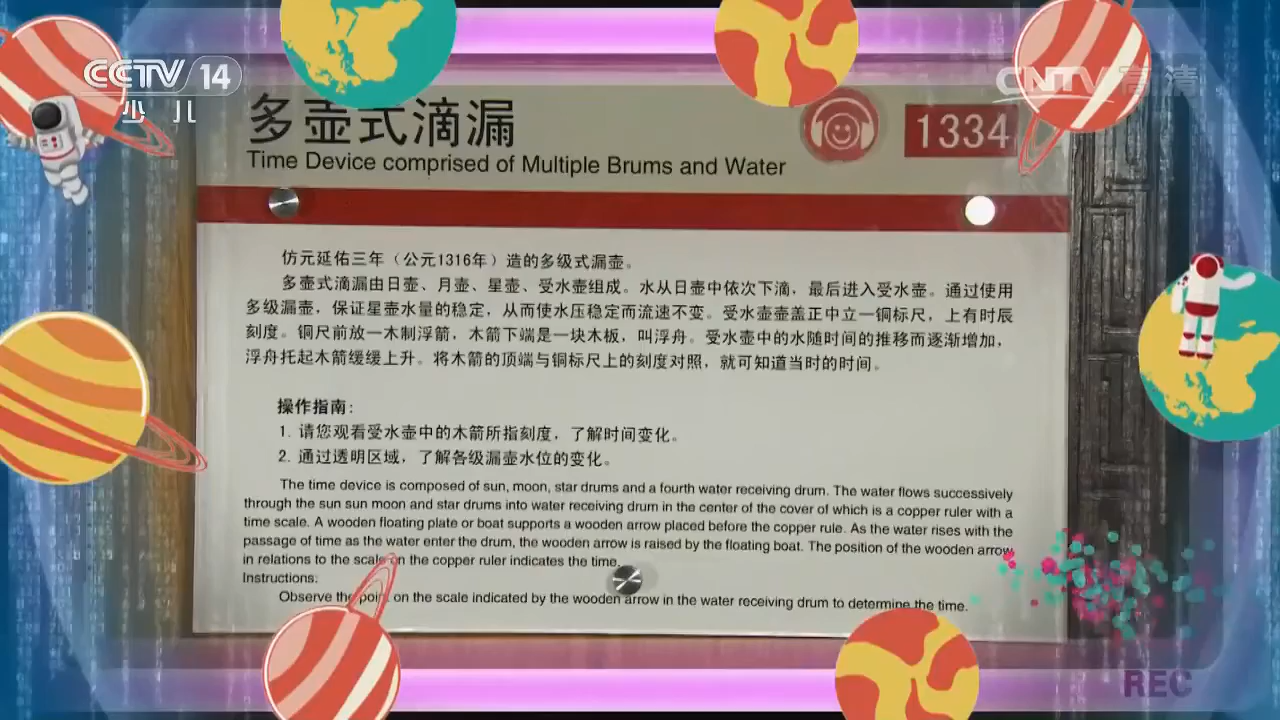 CCTV 14
少儿
CNTV 高清
多壶式滴漏
1334
Time Device comprised of Multiple Brums and Water
仿元延佑三年（公元1316年）造的多级式漏壶。
多壶式滴漏由日壶、月壶、星壶、受水壶组成。水从日壶中依次下滴，最后进入受水壶。通过使用
多级漏壶，保证星壶水量的稳定，从而使水压稳定而流速不变。受水壶壶盖正中立一铜标尺，上有时辰
刻度。铜尺前放一木制浮箭，木箭下端是一块木板，叫浮舟。受水壶中的水随时间的推移而逐渐增加，
浮舟托起木箭缓缓上升。将木箭的顶端与铜标尺上的刻度对照，就可知道当时的时间。
操作指南：
1. 请您观看受水壶中的木箭所指刻度，了解时间变化。
2. 通过透明区域，了解各级漏壶水位的变化。
The time device is composed of sun, moon, star drums and a fourth water receiving drum. The water flows successively
through the sun sun moon and star drums into water receiving drum in the center of the cover of which is a copper ruler with a
time scale. A wooden floating plate or boat supports a wooden arrow placed before the copper rule. As the water rises with the
passage of time as the water enter the drum, the wooden arrow is raised by the floating boat. The position of the wooden arrow
in relations to the scale on the copper ruler indicates the time.
Instructions:
Observe the point on the scale indicated by the wooden arrow in the water receiving drum to determine the time.
REC